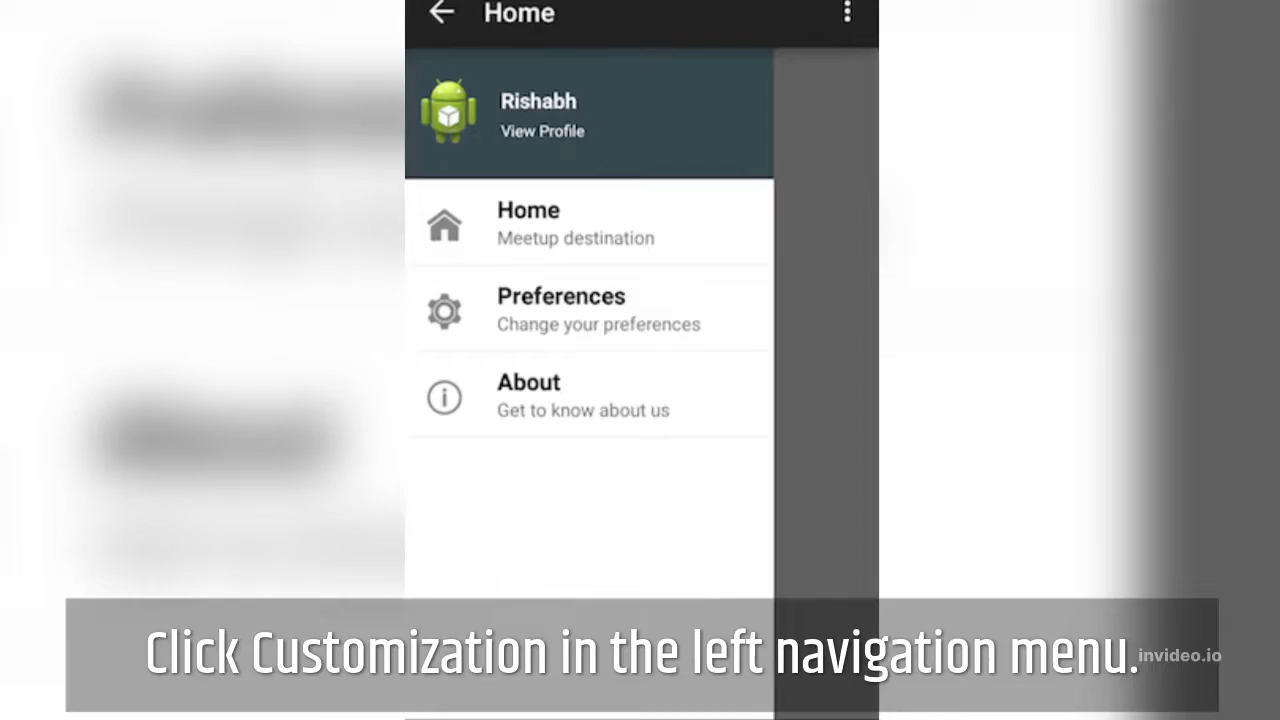 Home
Rishabh
View Profile
Home
Meetup destination
Preferences
Change your preferences
About
Get to know about us
Click Customization in the left navigation menu.
invideo.io